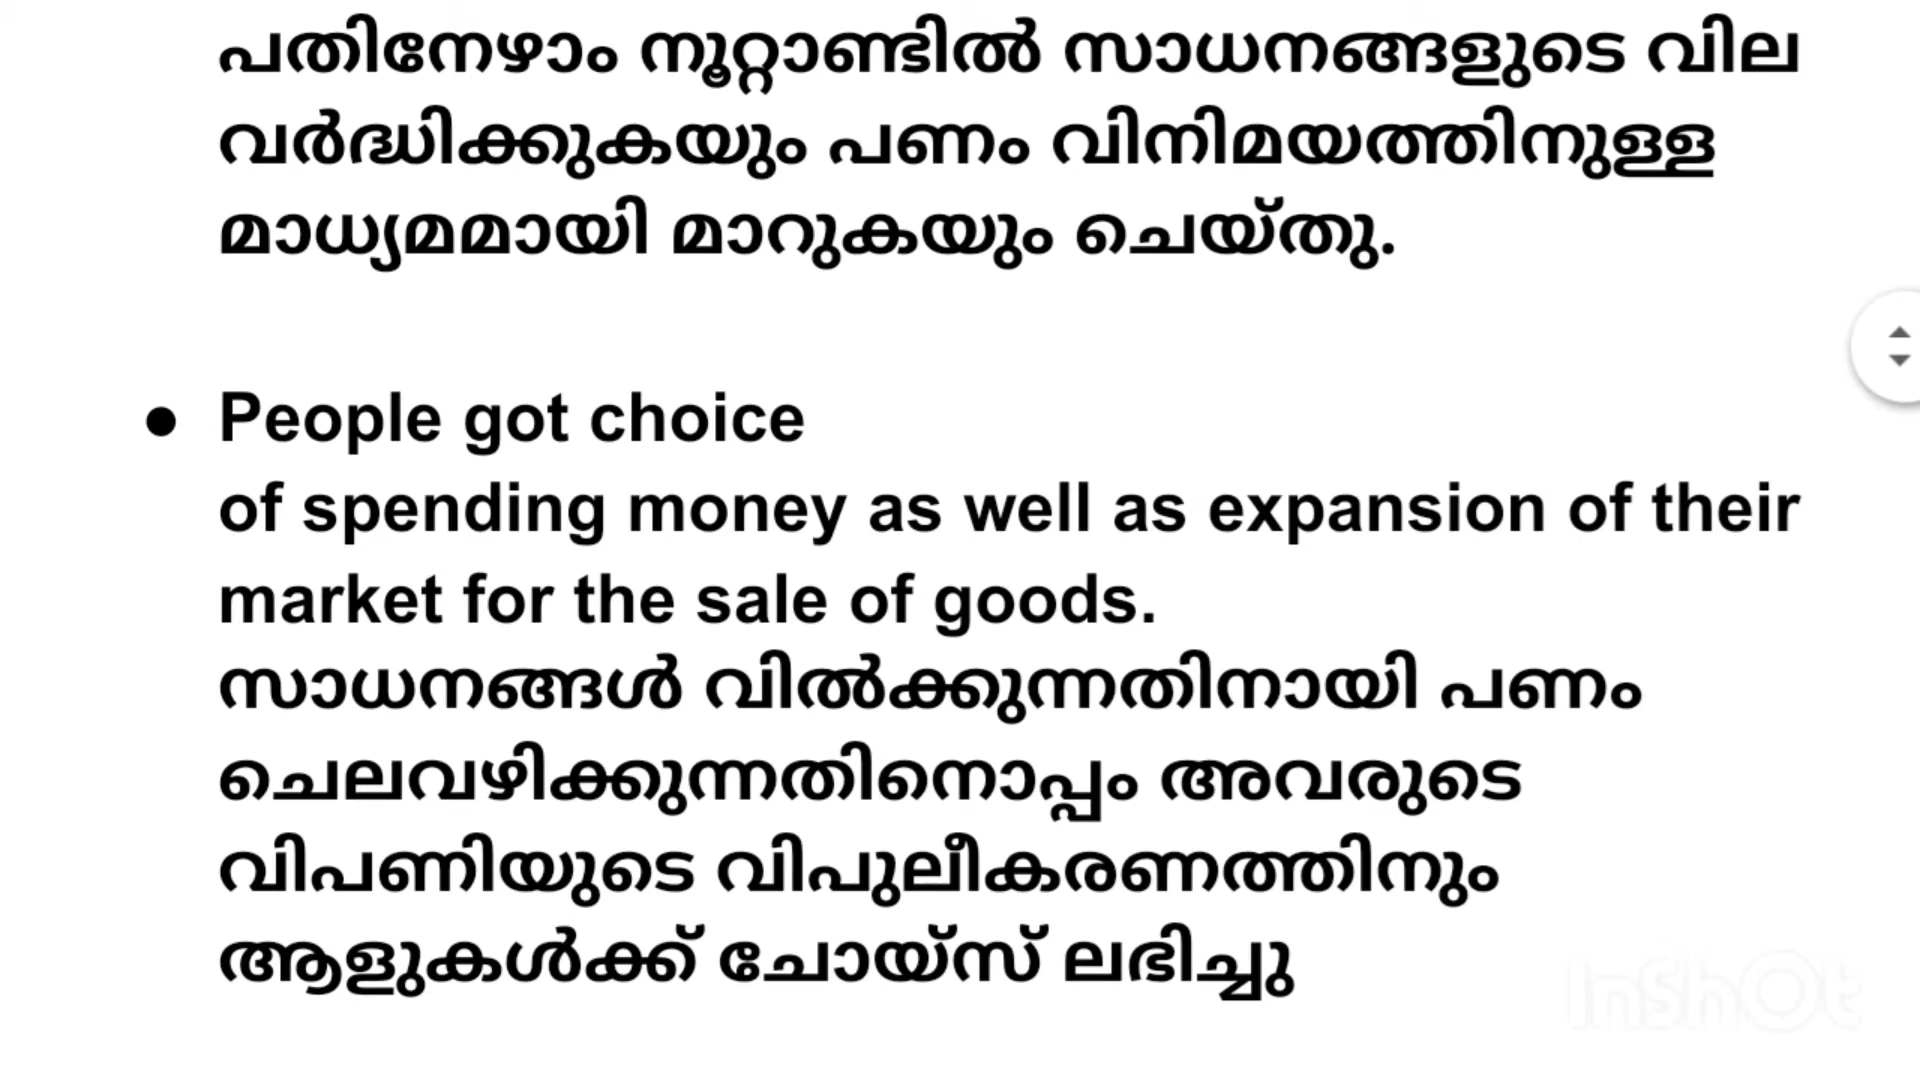 പതിനേഴാം നൂറ്റാണ്ടിൽ സാധനങ്ങളുടെ വില
വർദ്ധിക്കുകയും പണം വിനിമയത്തിനുള്ള
മാധ്യമമായി മാറുകയും ചെയ്തു.
● People got choice
of spending money as well as expansion of their
market for the sale of goods.
സാധനങ്ങൾ വിൽക്കുന്നതിനായി പണം
ചെലവഴിക്കുന്നതിനൊപ്പം അവരുടെ
വിപണിയുടെ വിപുലീകരണത്തിനും
ആളുകൾക്ക് ചോയ്സ് ലഭിച്ചു
InShOt